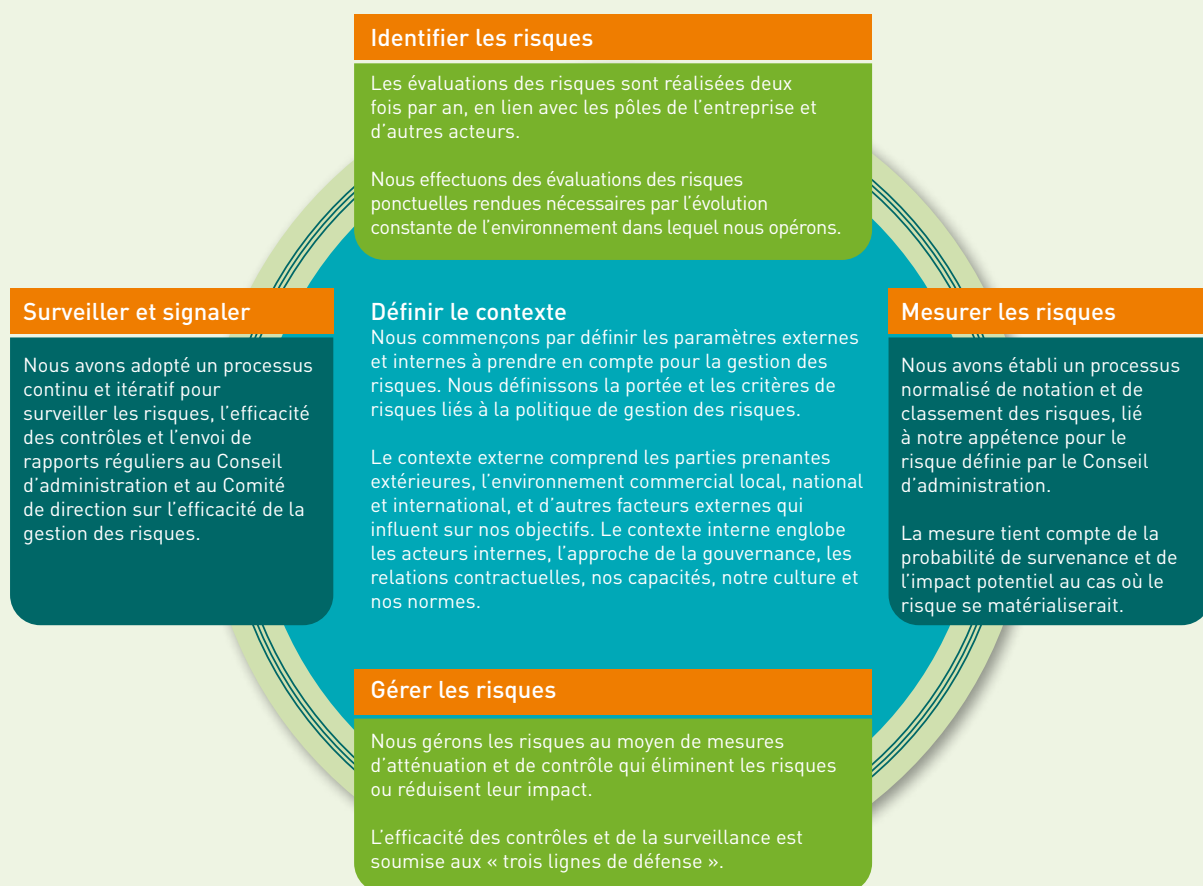 Identifier les risques
Les évaluations des risques sont réalisées deux
fois par an, en lien avec les pôles de l'entreprise et
d'autres acteurs.
Nous effectuons des évaluations des risques
ponctuelles rendues nécessaires par l'évolution
constante de l'environnement dans lequel nous opérons.
Surveiller et signaler
Nous avons adopté un processus
continu et itératif pour
surveiller les risques, l'efficacité
des contrôles et l'envoi de
rapports réguliers au Conseil
d'administration et au Comité
de direction sur l'efficacité de la
gestion des risques.
Définir le contexte
Nous commençons par définir les paramètres externes
et internes à prendre en compte pour la gestion des
risques. Nous définissons la portée et les critères de
risques liés à la politique de gestion des risques.
Le contexte externe comprend les parties prenantes
extérieures, l'environnement commercial local, national
et international, et d'autres facteurs externes qui
influent sur nos objectifs. Le contexte interne englobe
les acteurs internes, l'approche de la gouvernance, les
relations contractuelles, nos capacités, notre culture et
nos normes.
Mesurer les risques
Nous avons établi un processus
normalisé de notation et de
classement des risques, lié
à notre appétence pour le
risque définie par le Conseil
d'administration.
La mesure tient compte de la
probabilité de survenance et de
l'impact potentiel au cas où le
risque se matérialiserait.
Gérer les risques
Nous gérons les risques au moyen de mesures
d'atténuation et de contrôle qui éliminent les risques
ou réduisent leur impact.
L'efficacité des contrôles et de la surveillance est
soumise aux « trois lignes de défense ».